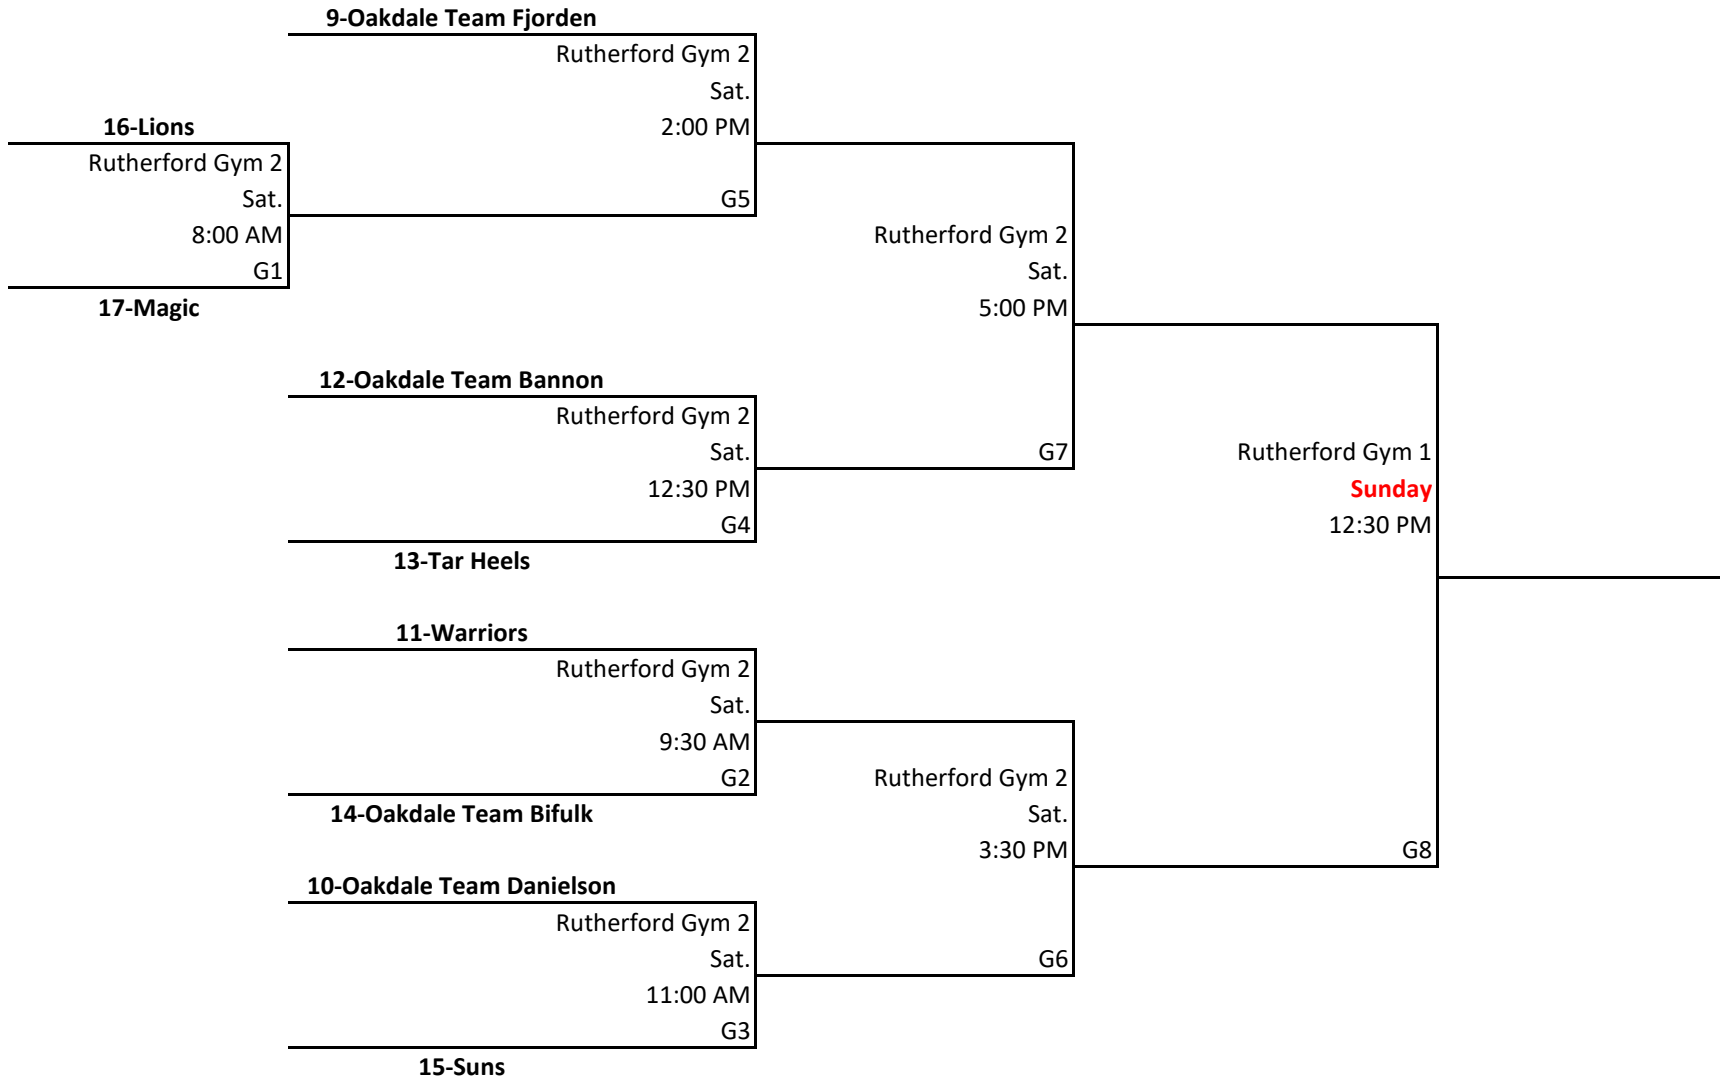 9-Oakdale Team Fjorden
Rutherford Gym 2
Sat.
2:00 PM
G5
16-Lions
Rutherford Gym 2
Sat.
8:00 AM
G1
17-Magic
Rutherford Gym 2
Sat.
5:00 PM
G7
12-Oakdale Team Bannon
Rutherford Gym 2
Sat.
12:30 PM
G4
13-Tar Heels
Rutherford Gym 1
Sunday
12:30 PM
G8
11-Warriors
Rutherford Gym 2
Sat.
9:30 AM
G2
14-Oakdale Team Bifulk
Rutherford Gym 2
Sat.
3:30 PM
G6
10-Oakdale Team Danielson
Rutherford Gym 2
Sat.
11:00 AM
G3
15-Suns